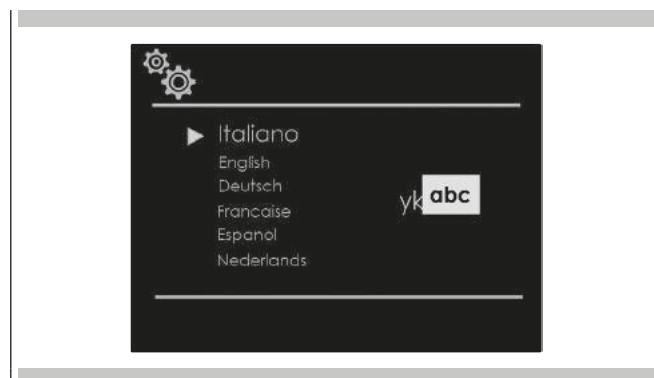 Italiano
English
Deutsch
Francaise
yk abc
Espanol
Nederlands